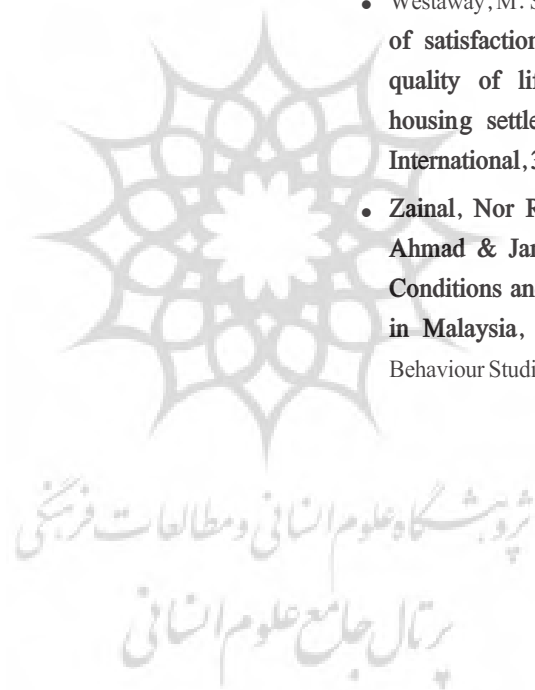 • Westaway, M. S
of satisfaction
quality of lif
housing settle
International, 3
• Zainal, Nor R
Ahmad & Jar
Conditions an
in Malaysia,
Behaviour Studi
پژوهشگاه علوم انسانی و مطالعات فرهنگی
پرتال جامع علوم انسانی